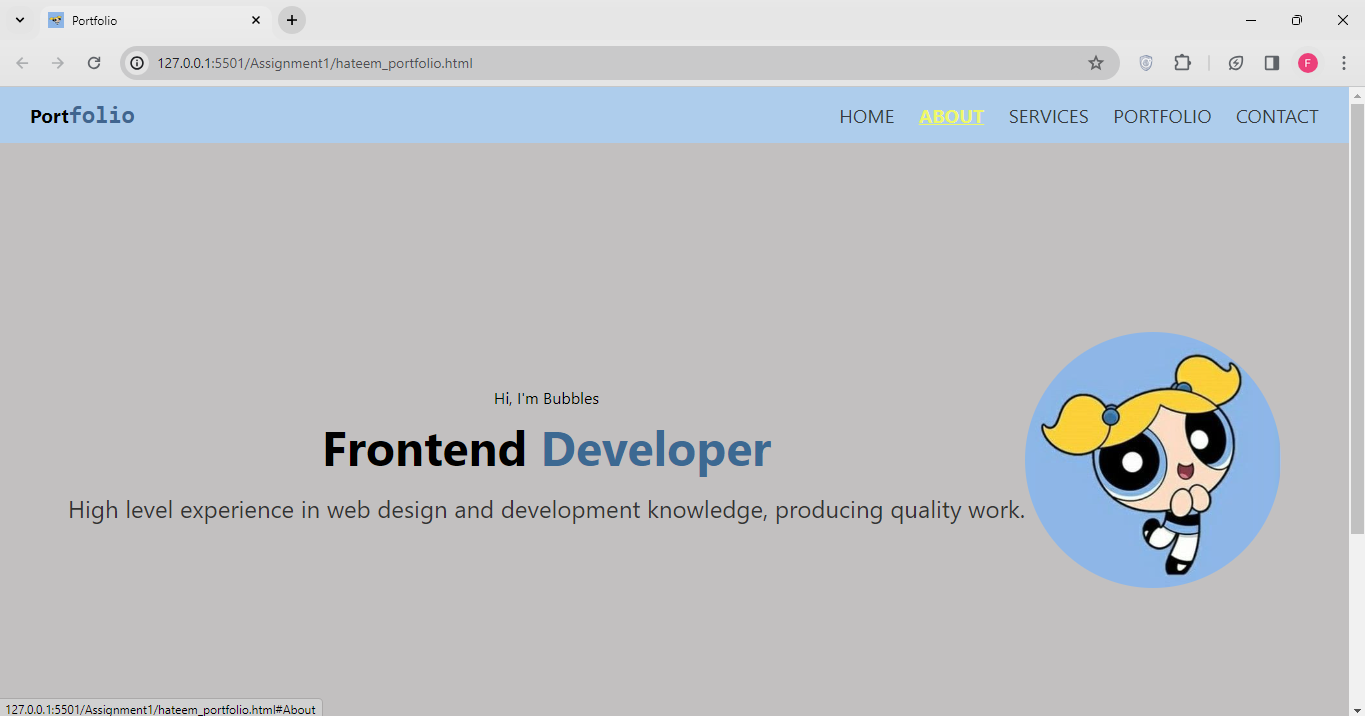 Portfolio
127.0.0.1:5501/Assignment1/hateem_portfolio.html
F
Portfolio
HOME ABOUT SERVICES PORTFOLIO CONTACT
Hi, I'm Bubbles
Frontend Developer
High level experience in web design and development knowledge, producing quality work.
127.0.0.1:5501/Assignment1/hateem_portfolio.html#About